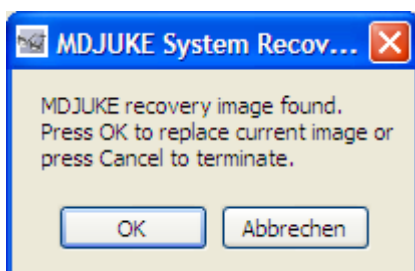 MDJUKE System Recov...
MDJUKE recovery image found.
Press OK to replace current image or
press Cancel to terminate.
OK
Abbrechen